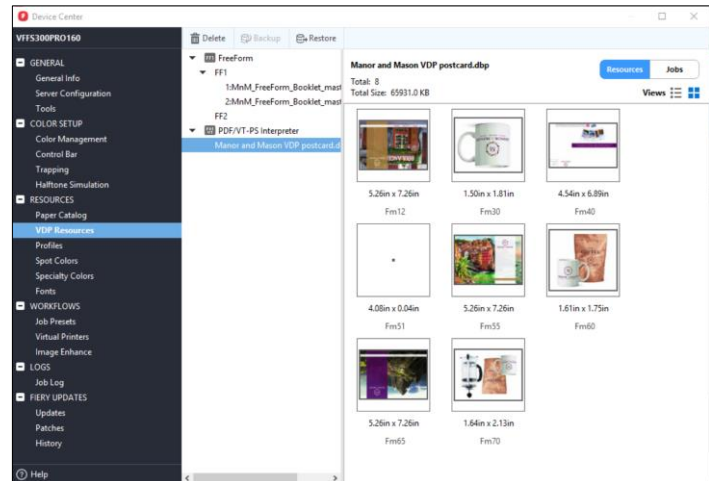 Device Center
VFFS300PRO160
GENERAL
General Info
Server Configuration
Tools
COLOR SETUP
Color Management
Control Bar
Trapping
Halftone Simulation
RESOURCES
Paper Catalog
VDP Resources
Profiles
Spot Colors
Specialty Colors
Fonts
WORKFLOWS
Job Presets
Virtual Printers
Image Enhance
LOGS
Job Log
FIERY UPDATES
Updates
Patches
History
Help
Delete Backup Restore
FreeForm
FF1
1:MnM_FreeForm_Booklet_mast
2:MnM_FreeForm_Booklet_mast
FF2
PDF/VT-PS Interpreter
Manor and Mason VDP postcard.d
Manor and Mason VDP postcard.dbp
Total: 8
Total Size: 65931.0 KB
Resources Jobs
Views
5.26in x 7.26in 1.50in x 1.81in 4.54in x 6.89in
Fm12 Fm30 Fm40
4.08in x 0.04in 5.26in x 7.26in 1.61in x 1.75in
Fm51 Fm55 Fm60
5.26in x 7.26in 1.64in x 2.13in
Fm65 Fm70